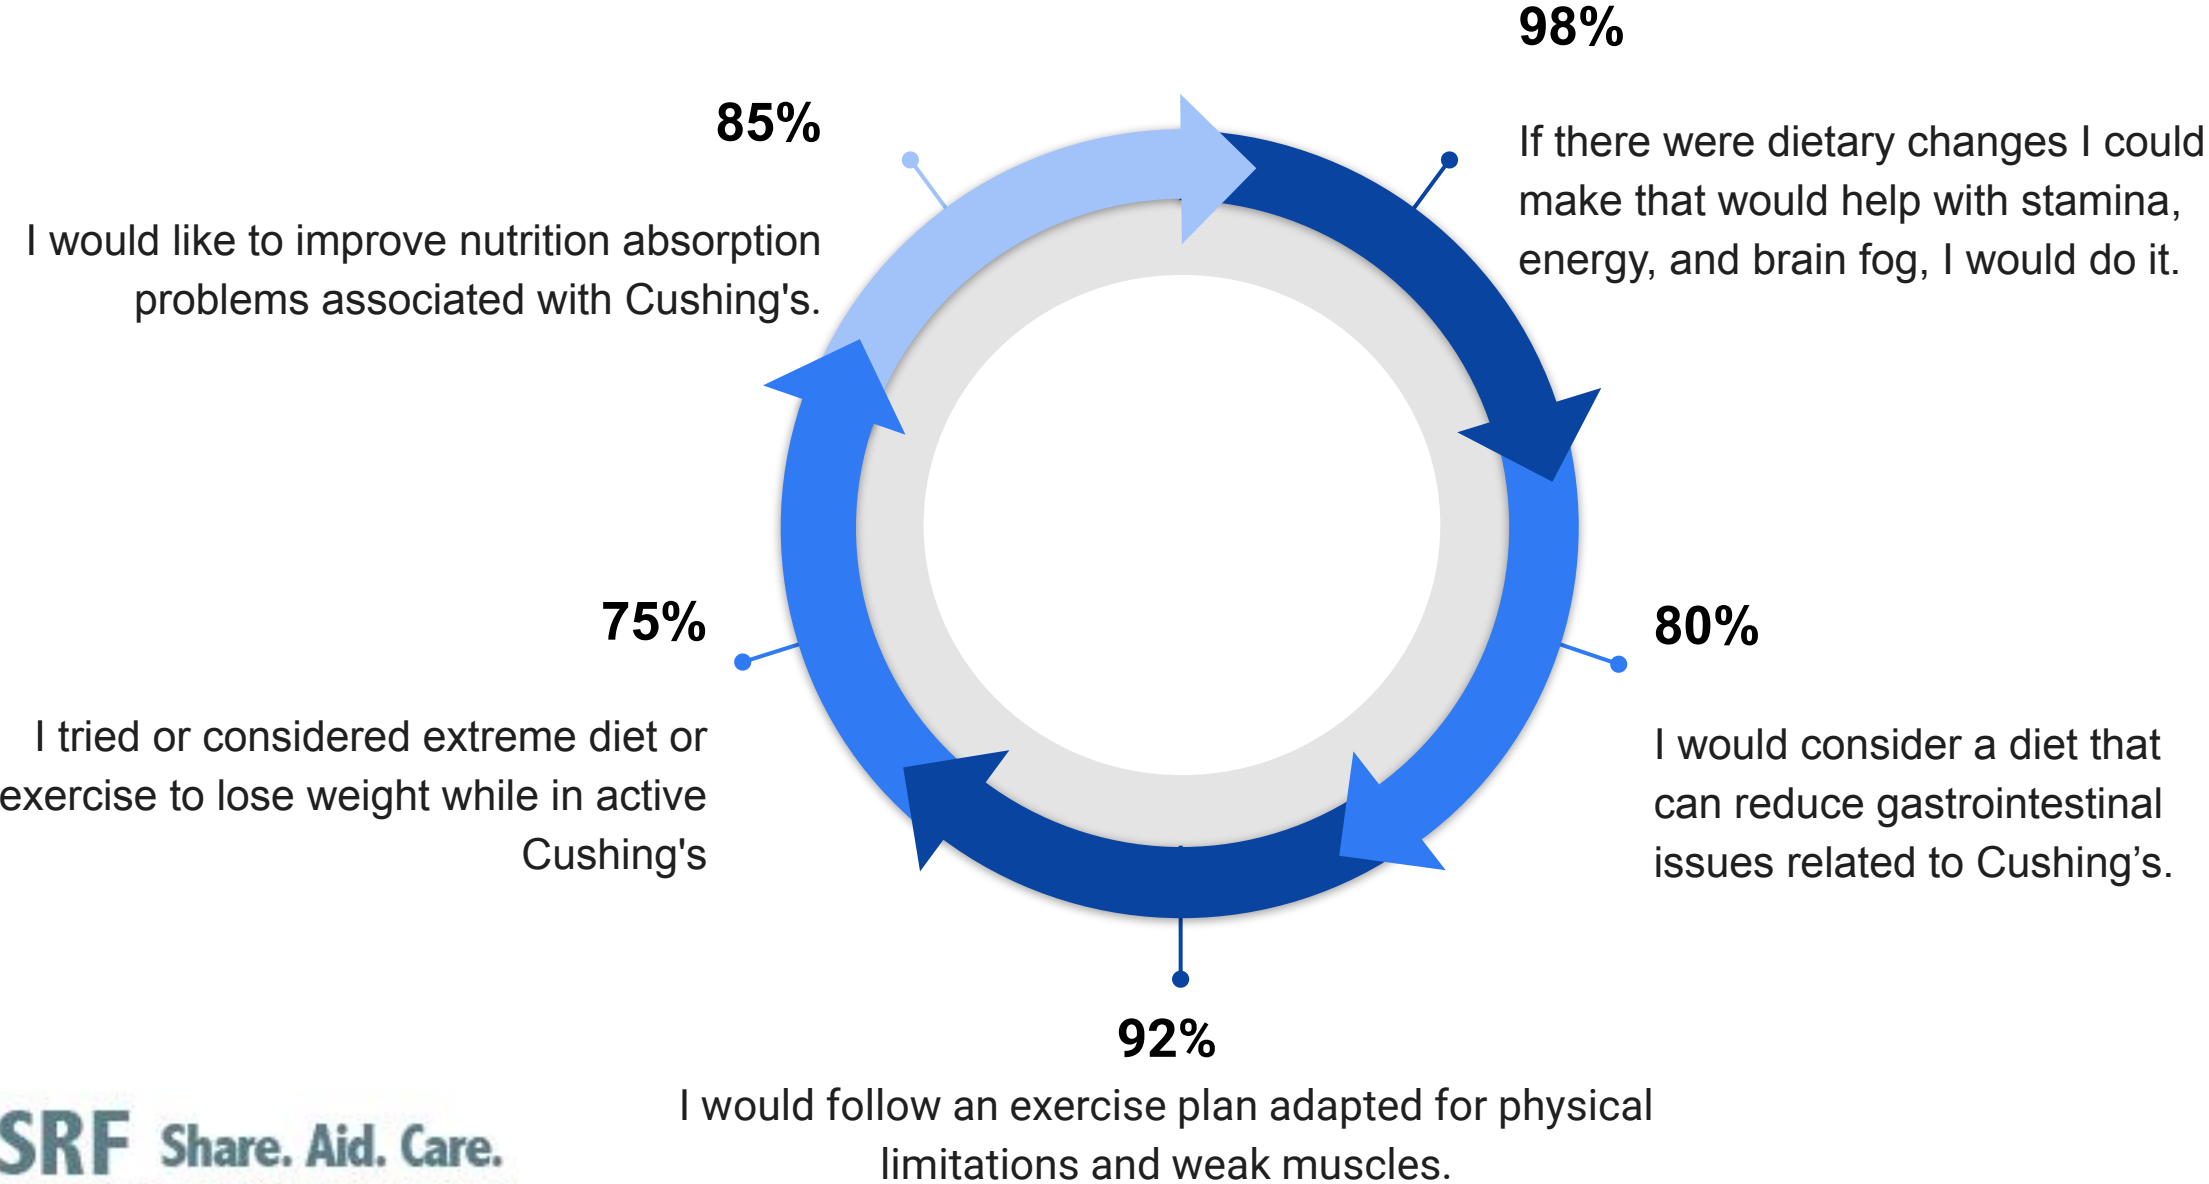 98%
If there were dietary changes I could
make that would help with stamina,
energy, and brain fog, I would do it.
85%
I would like to improve nutrition absorption
problems associated with Cushing's.
75%
I tried or considered extreme diet or
exercise to lose weight while in active
Cushing's
80%
I would consider a diet that
can reduce gastrointestinal
issues related to Cushing’s.
92%
I would follow an exercise plan adapted for physical
limitations and weak muscles.
SRF Share. Aid. Care.